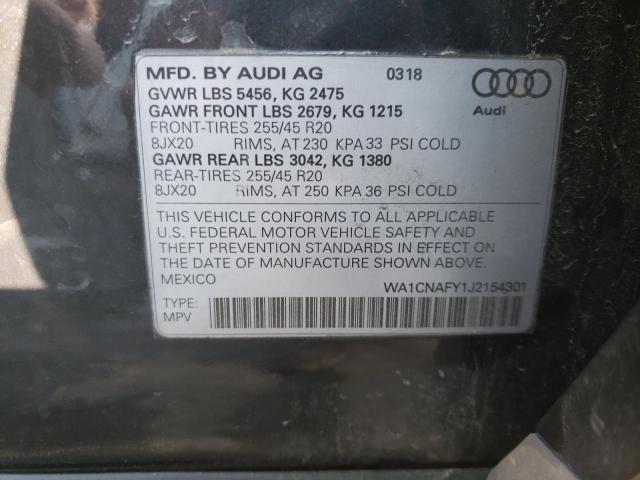 MFD. BY AUDI AG 0318
GVWR LBS 5456, KG 2475
GAWR FRONT LBS 2679, KG 1215
FRONT-TIRES 255/45 R20
8JX20 RIMS, AT 230 KPA 33 PSI COLD
GAWR REAR LBS 3042, KG 1380
REAR-TIRES 255/45 R20
8JX20 RIMS, AT 250 KPA 36 PSI COLD
Audi
THIS VEHICLE CONFORMS TO ALL APPLICABLE
U.S. FEDERAL MOTOR VEHICLE SAFETY AND
THEFT PREVENTION STANDARDS IN EFFECT ON
THE DATE OF MANUFACTURE SHOWN ABOVE.
MEXICO WA1CNAFY1J2154301
TYPE:
MPV